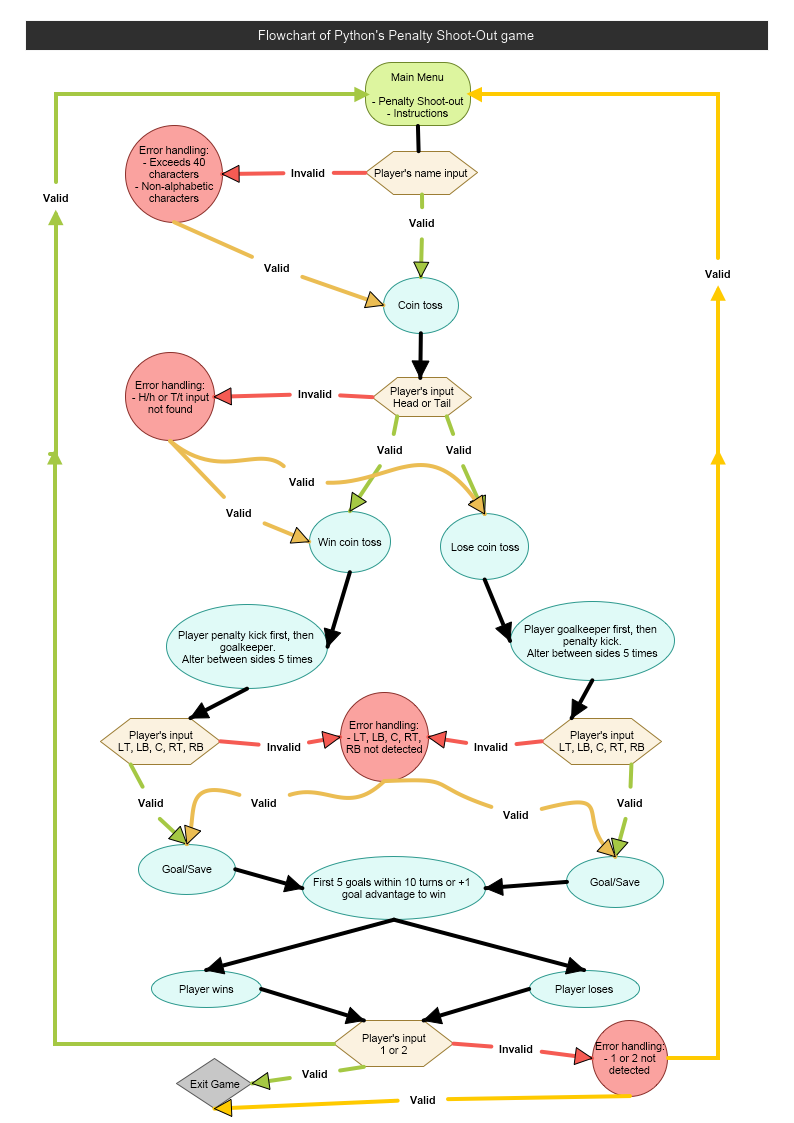 Flowchart of Python's Penalty Shoot-Out game
Main Menu
- Penalty Shoot-out
- Instructions
Error handling:
- Exceeds 40
characters
- Non-alphabetic
characters
Invalid
Player's name input
Valid
Valid
Valid
Valid
Valid
Coin toss
Error handling:
- H/h or T/t input
not found
Invalid
Player's input
Head or Tail
Valid
Valid
Valid
Valid
Win coin toss
Lose coin toss
Player penalty kick first, then
goalkeeper.
Alter between sides 5 times
Player goalkeeper first, then
penalty kick.
Alter between sides 5 times
Player's input
LT, LB, C, RT, RB
Invalid
Error handling:
- LT, LB, C, RT,
RB not detected
Invalid
Player's input
LT, LB, C, RT, RB
Valid
Valid
Valid
Valid
Goal/Save
First 5 goals within 10 turns or +1
goal advantage to win
Goal/Save
Player wins
Player loses
Player's input
1 or 2
Invalid
Error handling:
- 1 or 2 not
detected
Exit Game
Valid
Valid